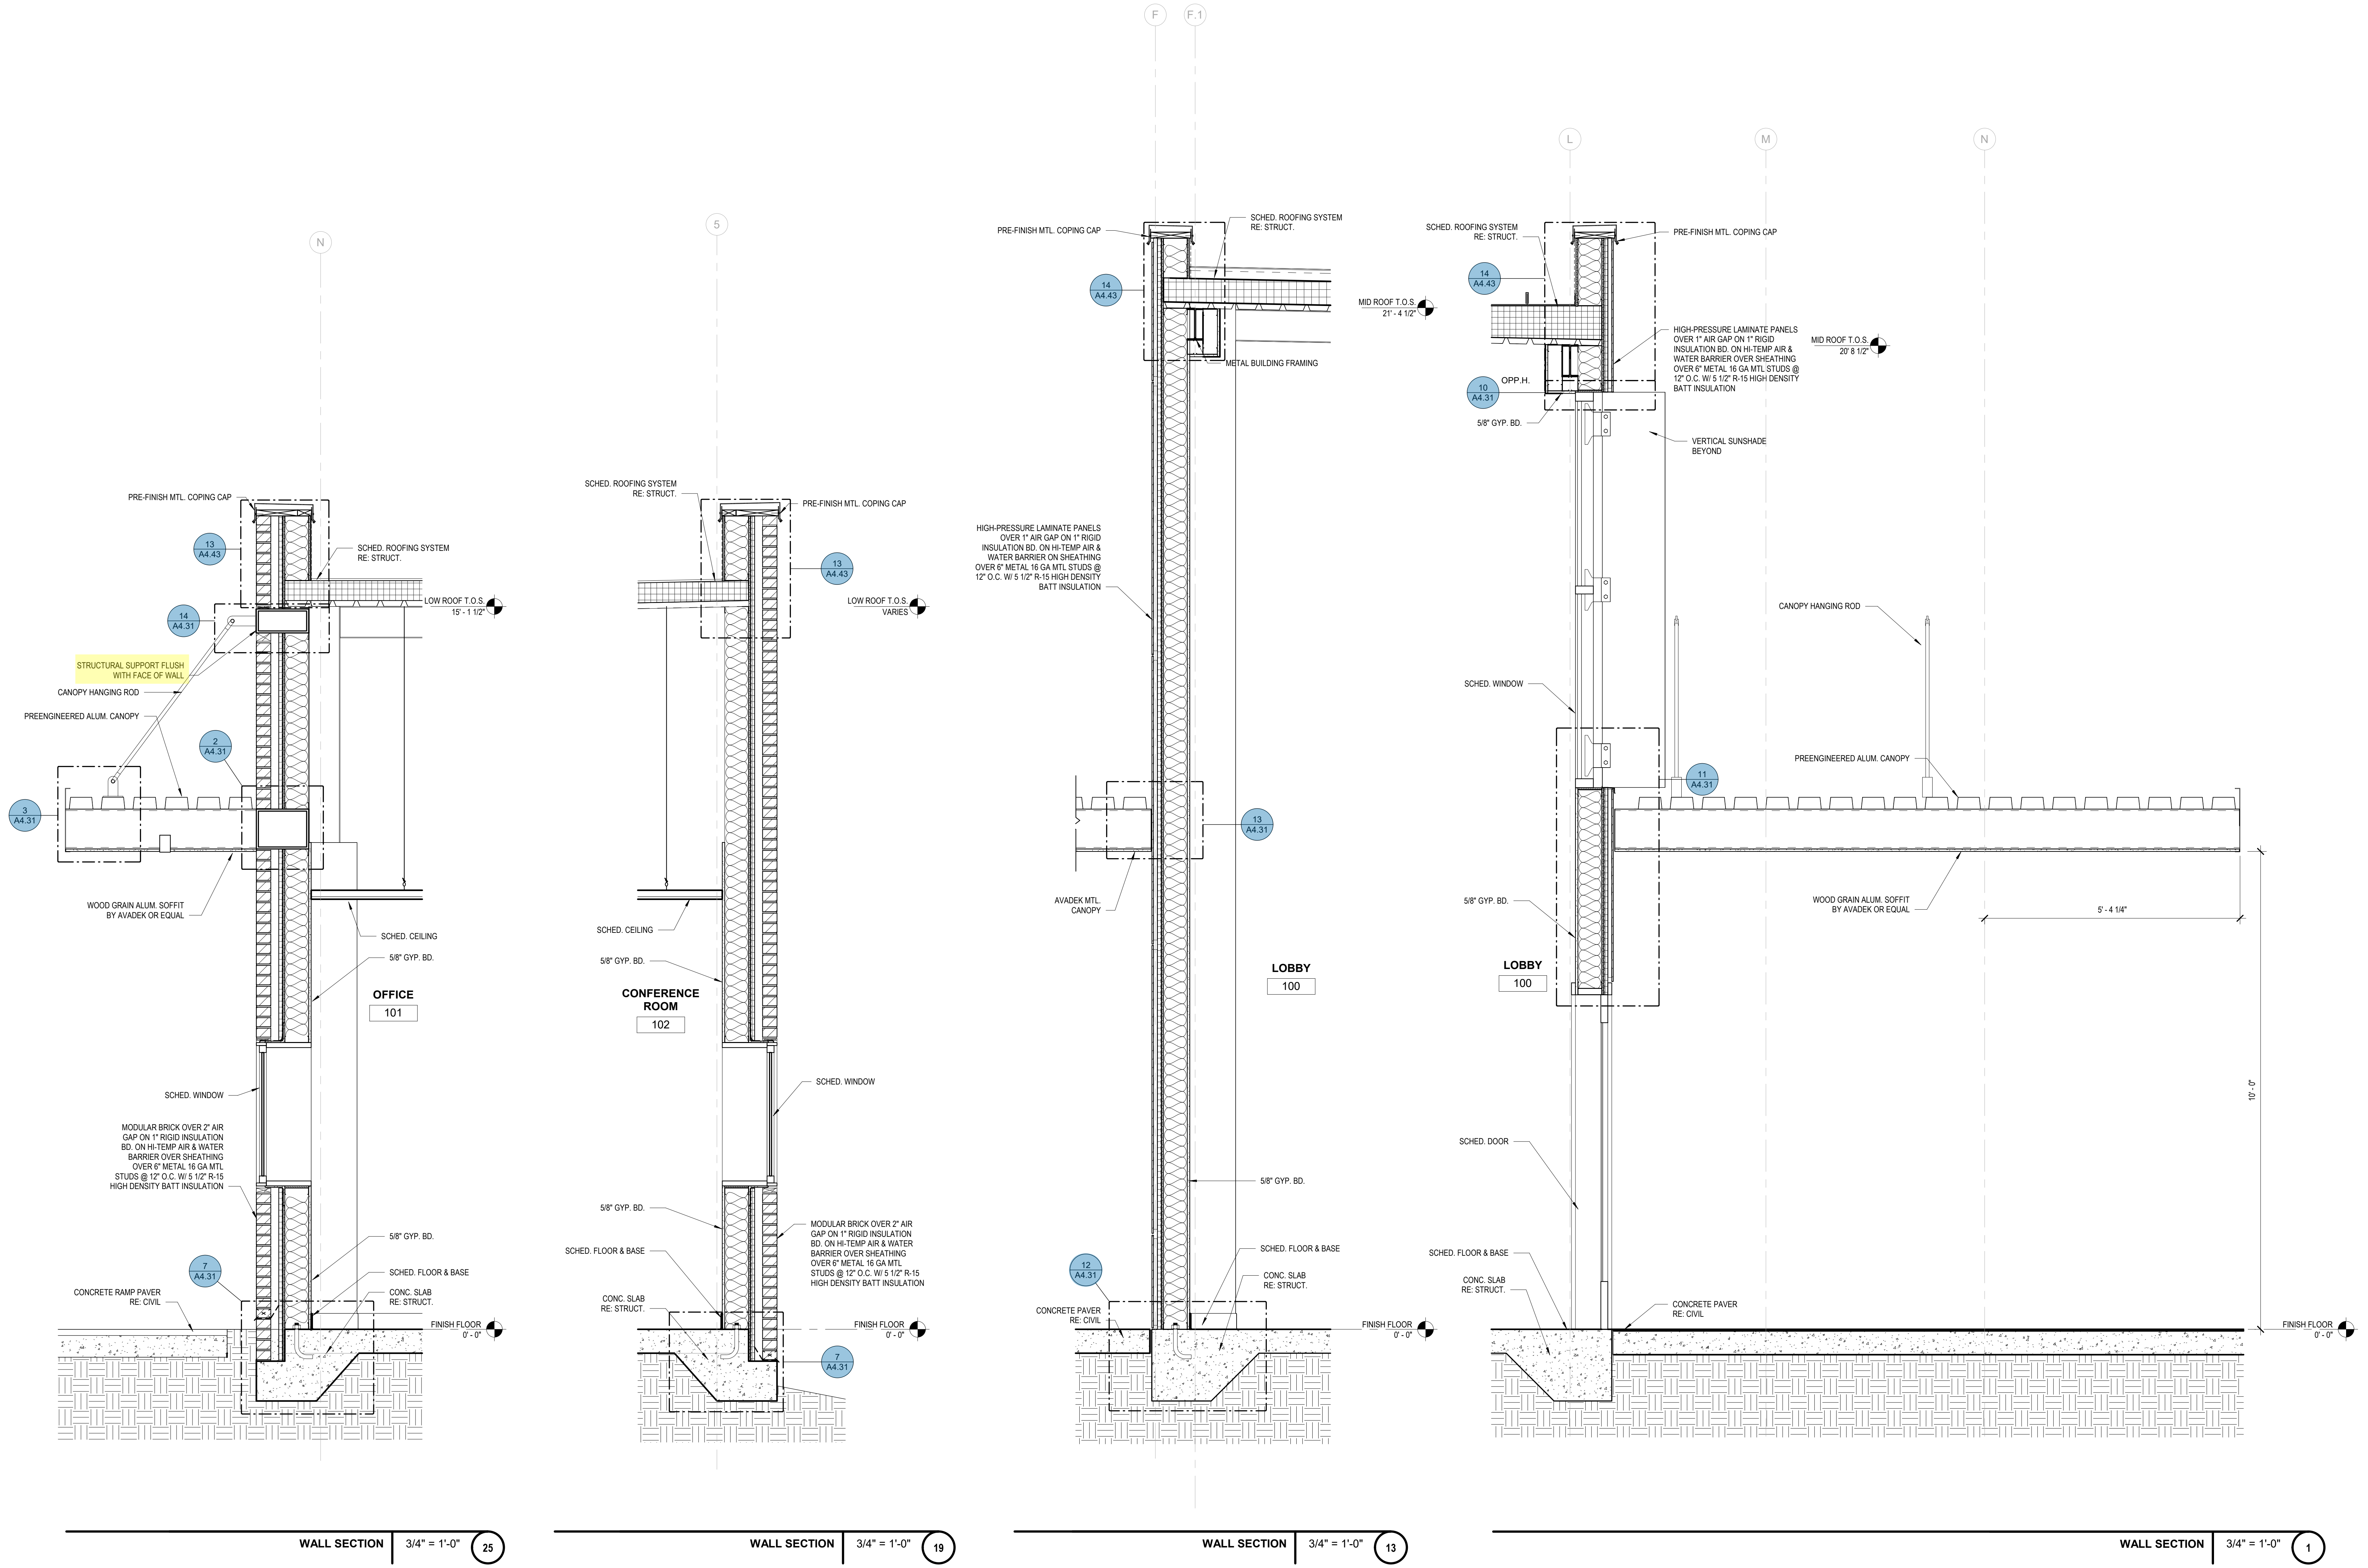 N
PRE-FINISH MTL. COPING CAP
13
A4.43
SCHED. ROOFING SYSTEM
RE: STRUCT.
LOW ROOF T.O.S.
15' - 1 1/2"
14
A4.31
STRUCTURAL SUPPORT FLUSH
WITH FACE OF WALL
CANOPY HANGING ROD
PREENGINEERED ALUM. CANOPY
2
A4.31
3
A4.31
WOOD GRAIN ALUM. SOFFIT
BY AVADEK OR EQUAL
SCHED. CEILING
5/8" GYP. BD.
OFFICE
101
SCHED. WINDOW
MODULAR BRICK OVER 2" AIR
GAP ON 1" RIGID INSULATION
BD. ON HI-TEMP AIR & WATER
BARRIER OVER SHEATHING
OVER 6" METAL 16 GA MTL
STUDS @ 12" O.C. W/ 5 1/2" R-15
HIGH DENSITY BATT INSULATION
5/8" GYP. BD.
7
A4.31
SCHED. FLOOR & BASE
CONCRETE RAMP PAVER
RE: CIVIL
CONC. SLAB
RE: STRUCT.
FINISH FLOOR
0' - 0"
WALL SECTION
3/4" = 1'-0"
25
5
SCHED. ROOFING SYSTEM
RE: STRUCT.
PRE-FINISH MTL. COPING CAP
13
A4.43
LOW ROOF T.O.S.
VARIES
SCHED. CEILING
5/8" GYP. BD.
CONFERENCE
ROOM
102
SCHED. WINDOW
5/8" GYP. BD.
MODULAR BRICK OVER 2" AIR
GAP ON 1" RIGID INSULATION
BD. ON HI-TEMP AIR & WATER
BARRIER OVER SHEATHING
OVER 6" METAL 16 GA MTL
STUDS @ 12" O.C. W/ 5 1/2" R-15
HIGH DENSITY BATT INSULATION
SCHED. FLOOR & BASE
CONC. SLAB
RE: STRUCT.
FINISH FLOOR
0' - 0"
7
A4.31
WALL SECTION
3/4" = 1'-0"
19
F
F.1
PRE-FINISH MTL. COPING CAP
SCHED. ROOFING SYSTEM
RE: STRUCT.
14
A4.43
MID ROOF T.O.S.
21' - 4 1/2"
METAL BUILDING FRAMING
HIGH-PRESSURE LAMINATE PANELS
OVER 1" AIR GAP ON 1" RIGID
INSULATION BD. ON HI-TEMP AIR &
WATER BARRIER ON SHEATHING
OVER 6" METAL 16 GA MTL STUDS @
12" O.C. W/ 5 1/2" R-15 HIGH DENSITY
BATT INSULATION
13
A4.31
AVADEK MTL.
CANOPY
LOBBY
100
5/8" GYP. BD.
SCHED. FLOOR & BASE
12
A4.31
CONC. SLAB
RE: STRUCT.
CONCRETE PAVER
RE: CIVIL
FINISH FLOOR
0' - 0"
WALL SECTION
3/4" = 1'-0"
13
L
M
N
SCHED. ROOFING SYSTEM
RE: STRUCT.
PRE-FINISH MTL. COPING CAP
14
A4.43
HIGH-PRESSURE LAMINATE PANELS
OVER 1" AIR GAP ON 1" RIGID
INSULATION BD. ON HI-TEMP AIR &
WATER BARRIER OVER SHEATHING
OVER 6" METAL 16 GA MTL STUDS @
12" O.C. W/ 5 1/2" R-15 HIGH DENSITY
BATT INSULATION
MID ROOF T.O.S.
20' 8 1/2"
10
A4.31
OPP.H.
5/8" GYP. BD.
VERTICAL SUNSHADE
BEYOND
CANOPY HANGING ROD
SCHED. WINDOW
PREENGINEERED ALUM. CANOPY
11
A4.31
5/8" GYP. BD.
WOOD GRAIN ALUM. SOFFIT
BY AVADEK OR EQUAL
5' - 4 1/4"
LOBBY
100
10' - 0"
SCHED. DOOR
SCHED. FLOOR & BASE
CONC. SLAB
RE: STRUCT.
CONCRETE PAVER
RE: CIVIL
FINISH FLOOR
0' - 0"
WALL SECTION
3/4" = 1'-0"
1